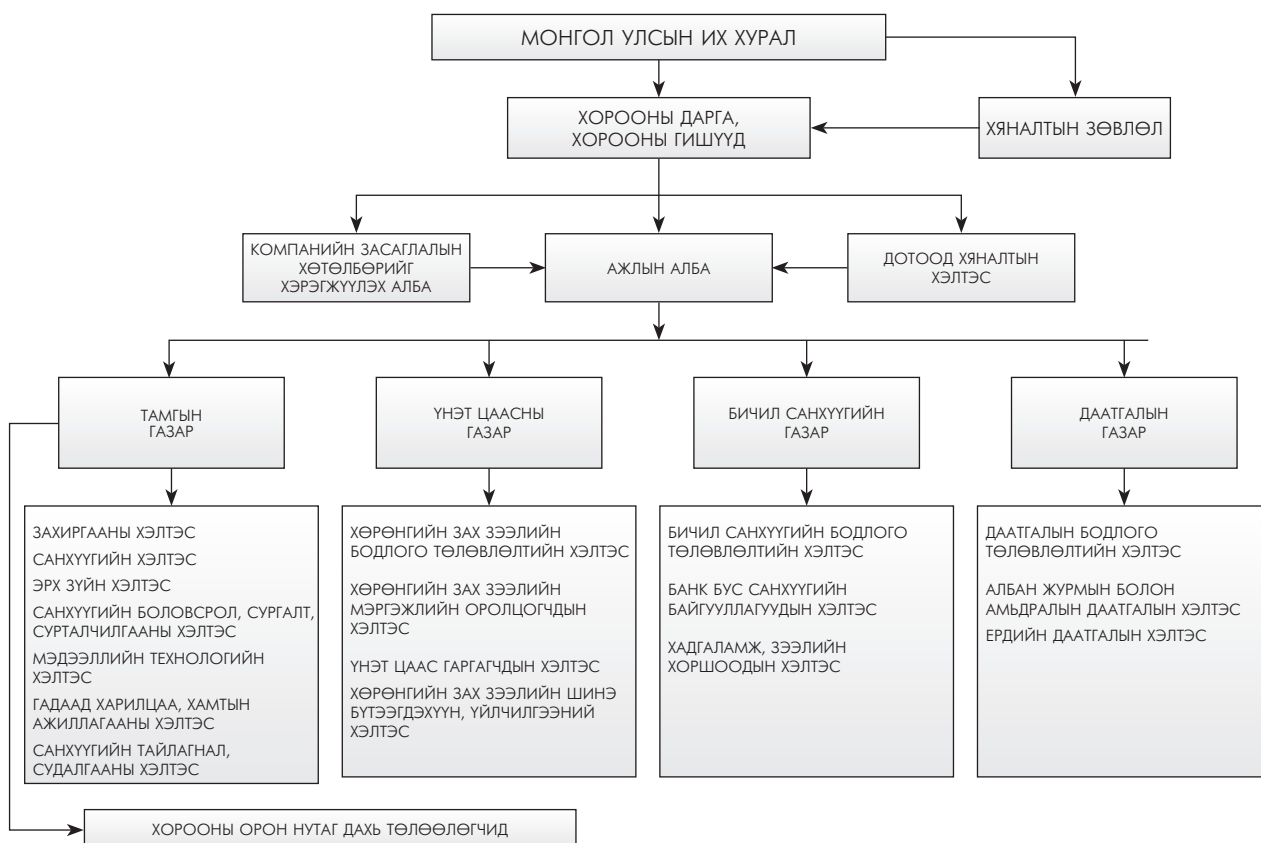 МОНГОЛ УЛСЫН ИХ ХУРАЛ
ХОРООНЫ ДАРГА,
ХОРООНЫ ГИШҮҮД
ХЯНАЛТЫН ЗӨВЛӨЛ
КОМПАНИЙН ЗАСАГЛАЛЫН
ХӨТӨЛБӨРИЙГ
ХЭРЭГЖҮҮЛЭХ АЛБА
АЖЛЫН АЛБА
ДОТООД ХЯНАЛТЫН
ХЭЛТЭС
ТАМГЫН
ГАЗАР
ҮНЭТ ЦААСНЫ
ГАЗАР
БИЧИЛ САНХҮҮГИЙН
ГАЗАР
ДААТГАЛЫН
ГАЗАР
ЗАХИРГААНЫ ХЭЛТЭС
САНХҮҮГИЙН ХЭЛТЭС
ЭРХ ЗҮЙН ХЭЛТЭС
САНХҮҮГИЙН БОЛОВСРОЛ, СУРГАЛТ,
СУРТАЛЧИЛГААНЫ ХЭЛТЭС
МЭДЭЭЛЛИЙН ТЕХНОЛОГИЙН
ХЭЛТЭС
ГАДААД ХАРИЛЦАА, ХАМТЫН
АЖИЛЛАГААНЫ ХЭЛТЭС
САНХҮҮГИЙН ТАЙЛАГНАЛ,
СУДАЛГААНЫ ХЭЛТЭС
ХӨРӨНГИЙН ЗАХ ЗЭЭЛИЙН
БОДЛОГО ТӨЛӨВЛӨЛТИЙН ХЭЛТЭС
ХӨРӨНГИЙН ЗАХ ЗЭЭЛИЙН
МЭРГЭЖЛИЙН ОРОЛЦОГЧДЫН
ХЭЛТЭС
ҮНЭТ ЦААС ГАРГАГЧДЫН ХЭЛТЭС
ХӨРӨНГИЙН ЗАХ ЗЭЭЛИЙН ШИНЭ
БҮТЭЭГДЭХҮҮН, ҮЙЛЧИЛГЭЭНИЙ
ХЭЛТЭС
БИЧИЛ САНХҮҮГИЙН БОДЛОГО
ТӨЛӨВЛӨЛТИЙН ХЭЛТЭС
БАНК БУС САНХҮҮГИЙН
БАЙГУУЛЛАГУУДЫН ХЭЛТЭС
ХАДГАЛАМЖ, ЗЭЭЛИЙН
ХОРШООДЫН ХЭЛТЭС
ДААТГАЛЫН БОДЛОГО
ТӨЛӨВЛӨЛТИЙН ХЭЛТЭС
АЛБАН ЖУРМЫН БОЛОН
АМЬДРАЛЫН ДААТГАЛЫН ХЭЛТЭС
ЕРДИЙН ДААТГАЛЫН ХЭЛТЭС
ХОРООНЫ ОРОН НУТАГ ДАХЬ ТӨЛӨӨЛӨГЧИД